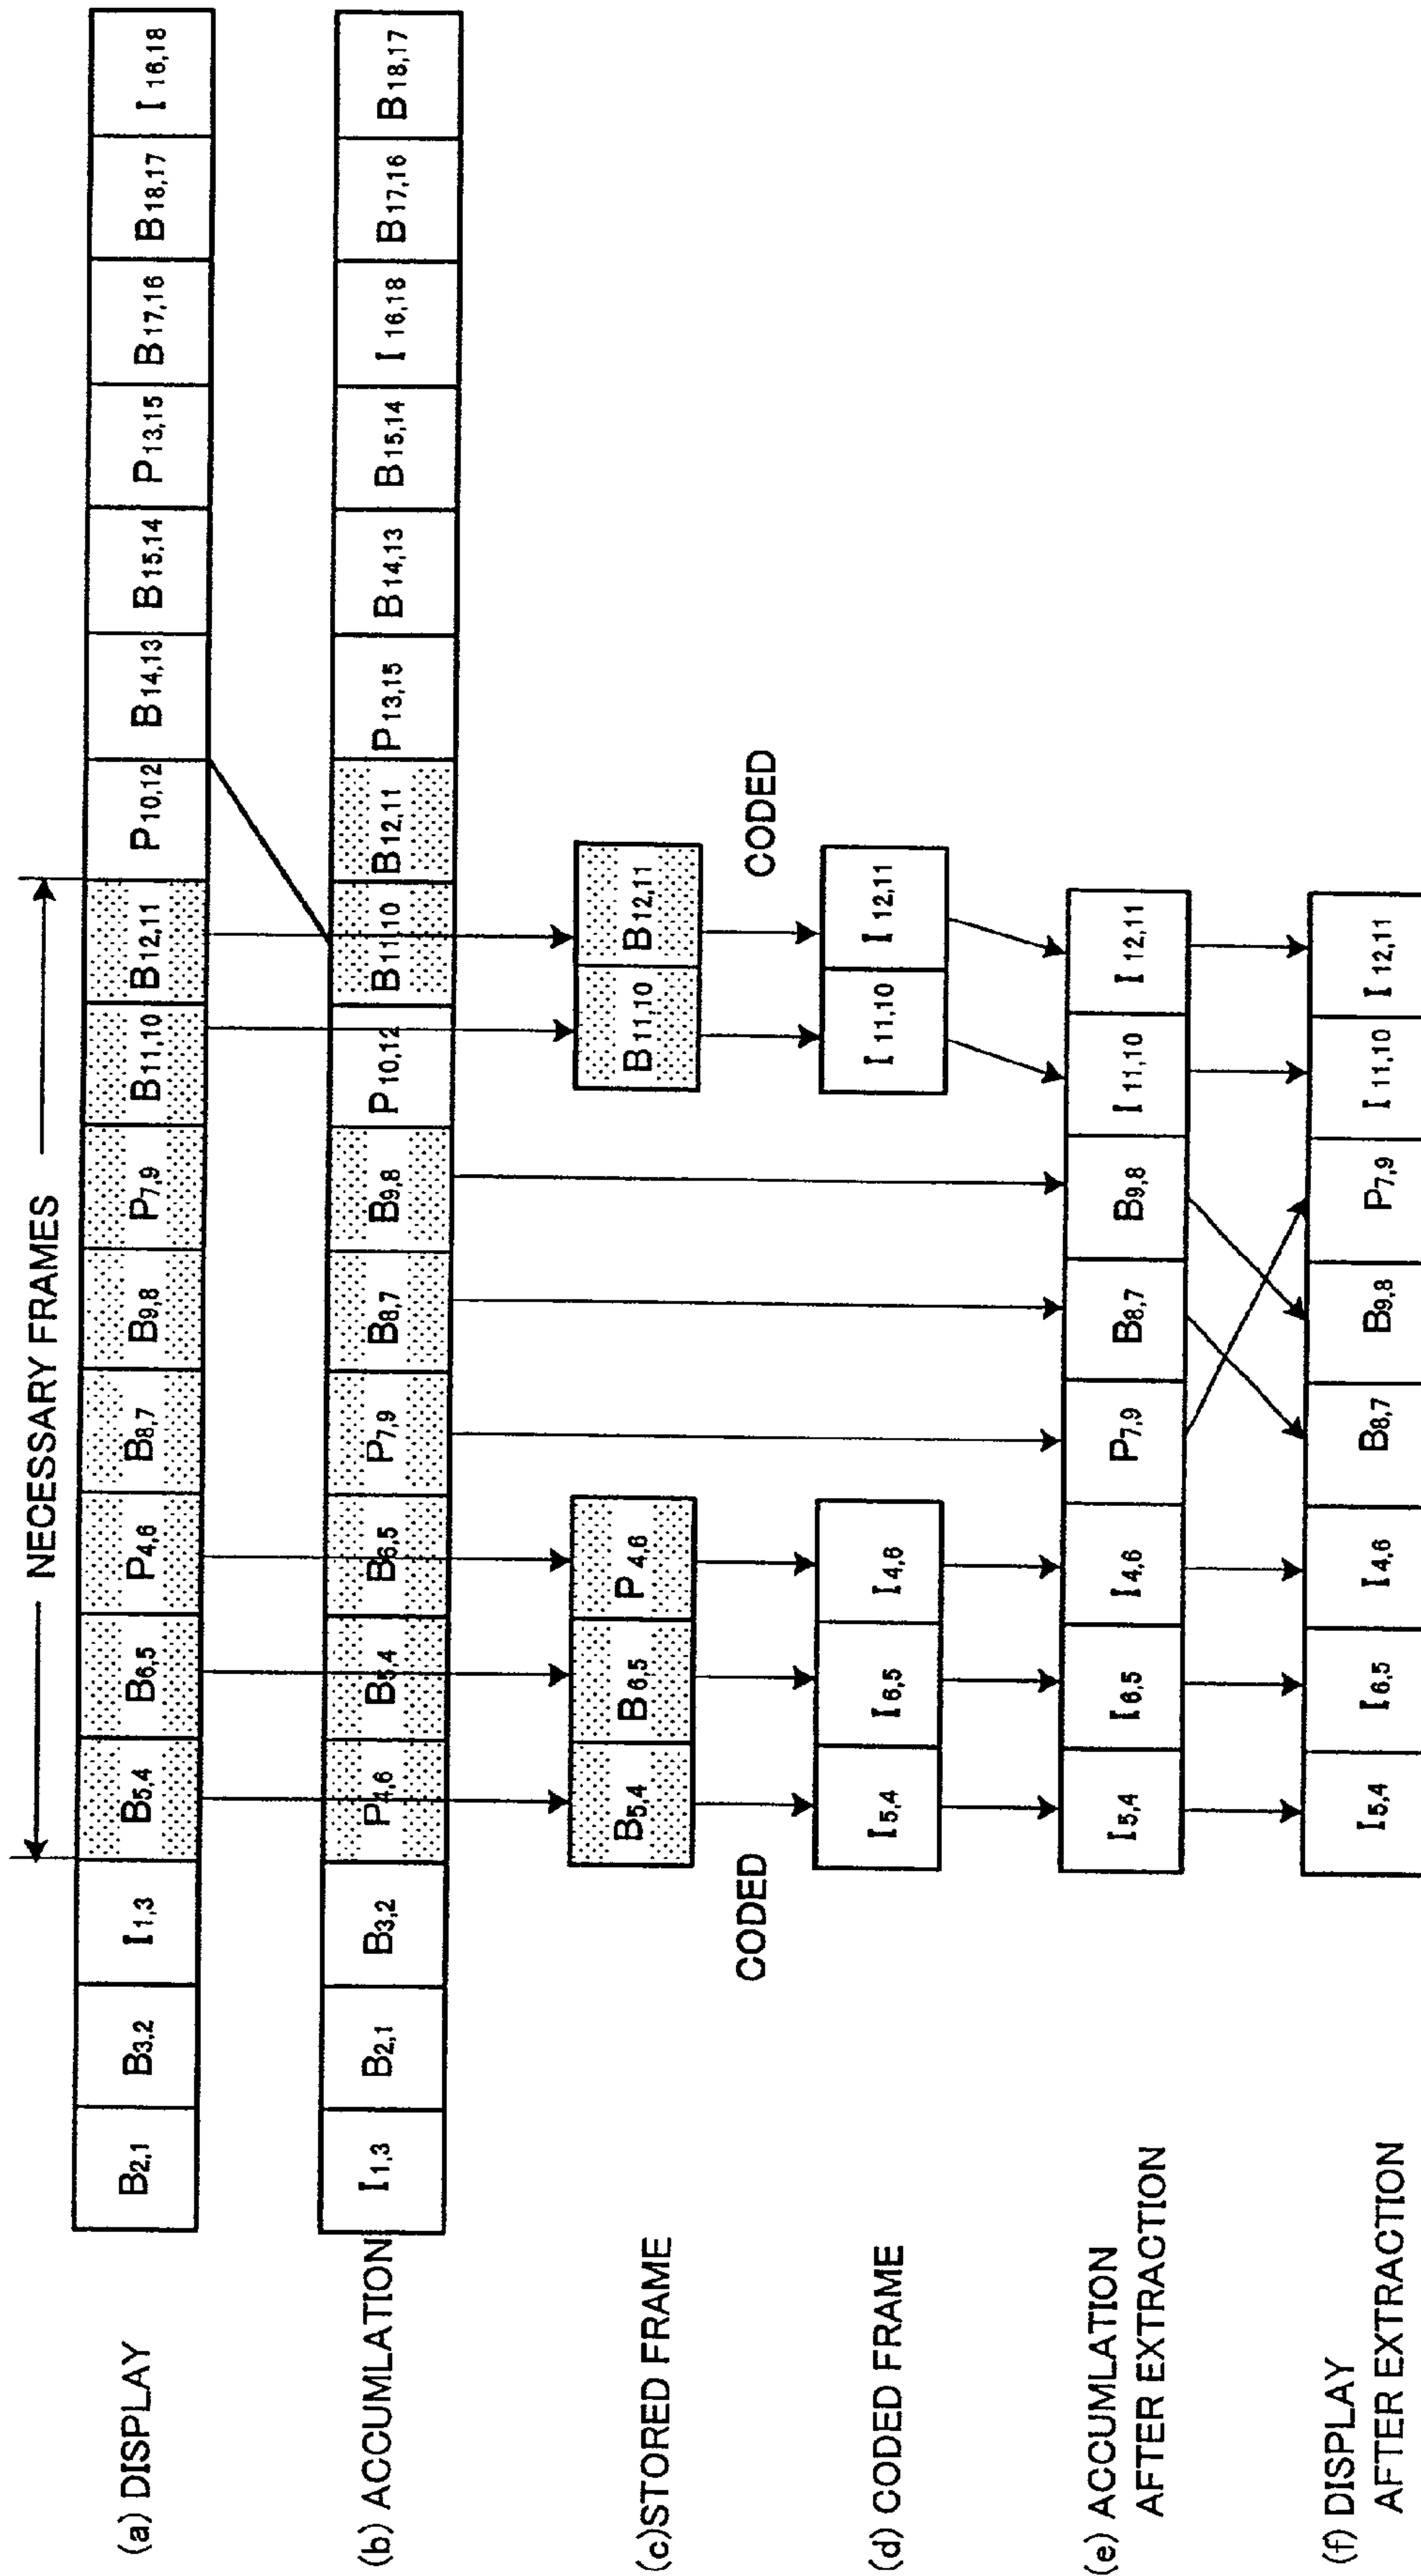 NECESSARY FRAMES
(a) DISPLAY
B2,1 B3,2 I1,3 B5,4 B6,5 P4,6 B8,7 B9,8 P7,9 B11,10 B12,11 P10,12 B14,13 B15,14 P13,15 B17,16 B18,17 I16,18
(b) ACCUMLATION
I1,3 B2,1 B3,2 P4,6 B5,4 B6,5 P7,9 B8,7 B9,8 P10,12 B11,10 B12,11 P13,15 B14,13 B15,14 I16,18 B17,16 B18,17
(c)STORED FRAME
B5,4 B6,5 P4,6 B11,10 B12,11
CODED
CODED
(d) CODED FRAME
I5,4 I6,5 I4,6 I11,10 I12,11
(e) ACCUMLATION
AFTER EXTRACTION
I5,4 I6,5 I4,6 P7,9 B8,7 B9,8 I11,10 I12,11
(f) DISPLAY
AFTER EXTRACTION
I5,4 I6,5 I4,6 B8,7 B9,8 P7,9 I11,10 I12,11